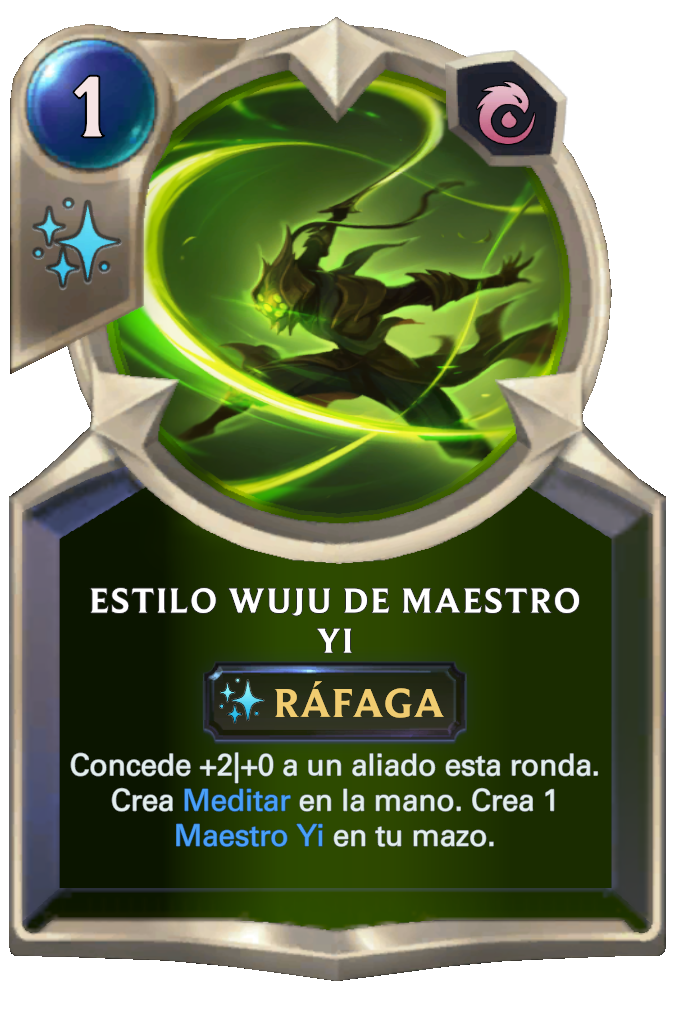 1
ESTILO WUJU DE MAESTRO
YI
RÁFAGA
Concede +2|+0 a un aliado esta ronda.
Crea Meditar en la mano. Crea 1
Maestro Yi en tu mazo.